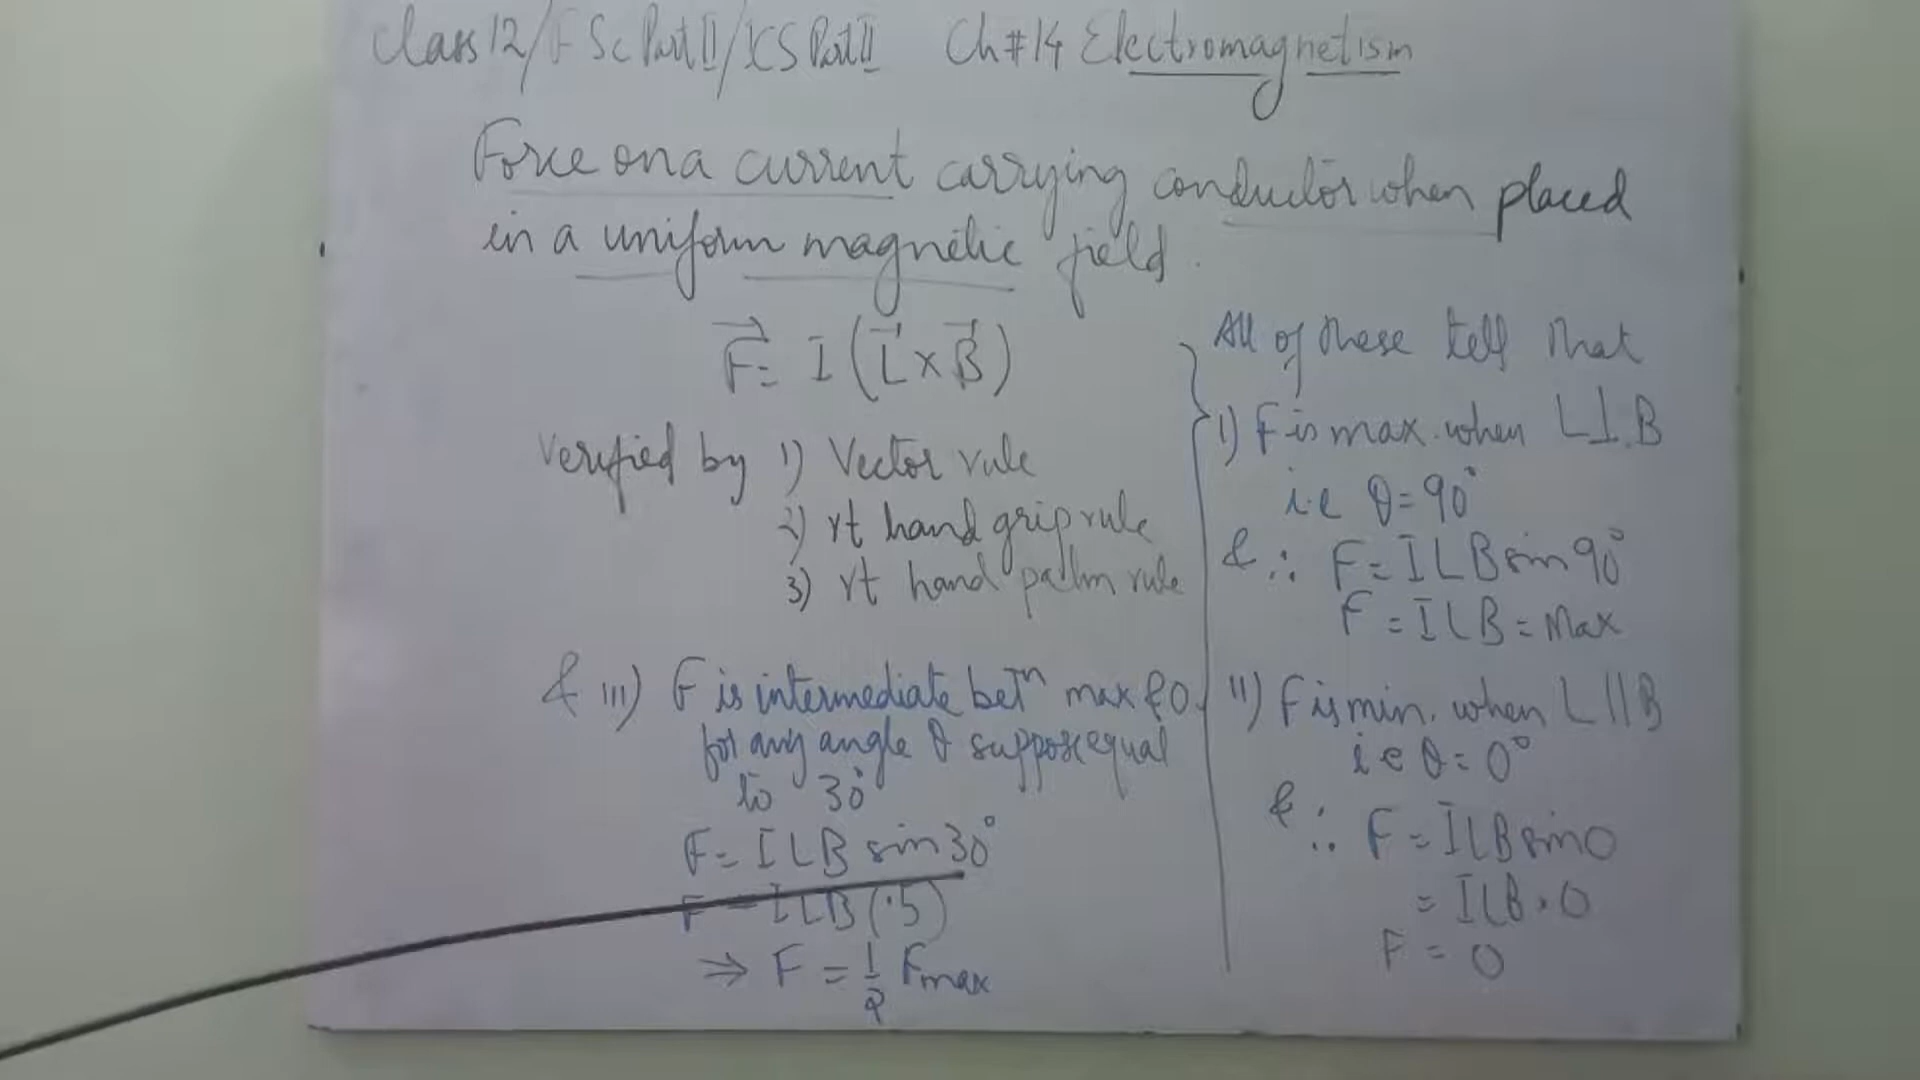 Class 12/F Sc Part II/ICS Part II Ch # 14 Electromagnetism
Force on a current carrying conductor when placed
in a uniform magnetic field.
F⃗ = I (L⃗ × B⃗)
Verified by 1) Vector rule
2) rt hand grip rule
3) rt hand palm rule
All of these tell that
1) F is max. when L ⊥ B
i.e θ = 90°
& ∴ F = ILB sin 90°
F = ILB = Max
11) F is min. when L || B
i e θ = 0°
& ∴ F = ILB sin 0
= ILB . 0
F = 0
& 111) F is intermediate betn max & 0
for any angle θ suppose equal
to 30°
F = ILB sin 30°
F = ILB (.5)
⇒ F = 1/2 Fmax